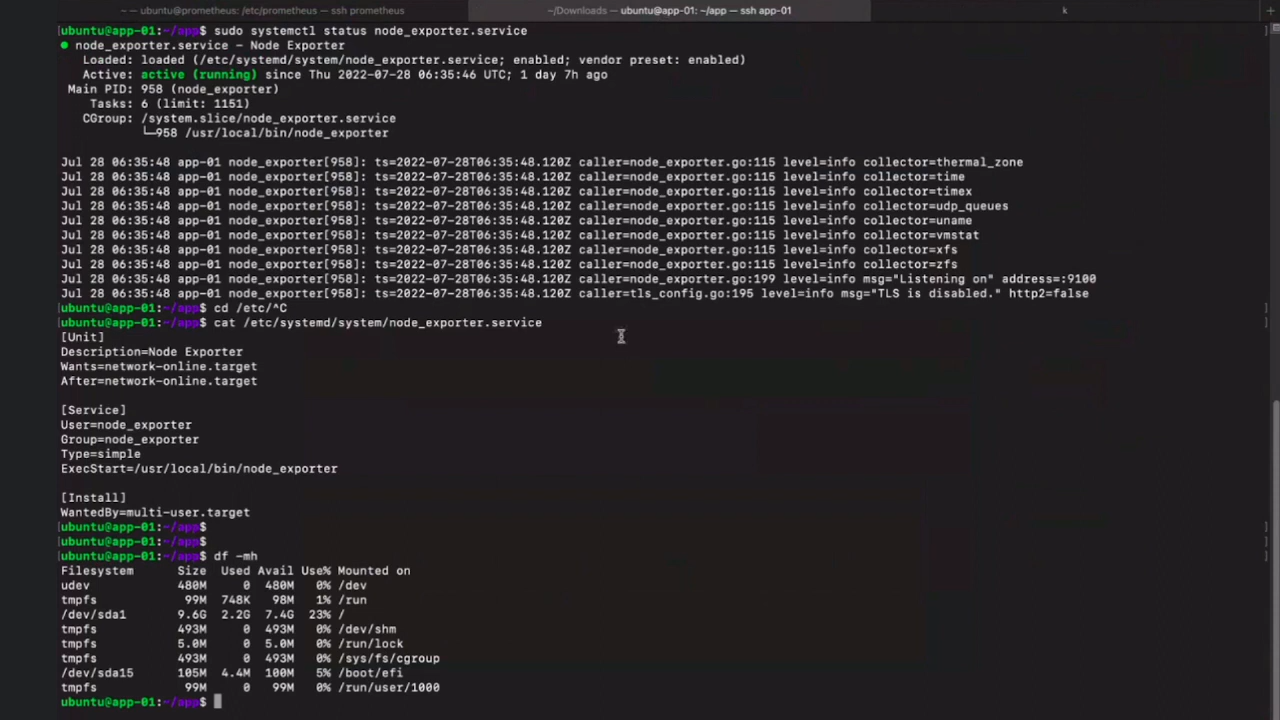 ~ — ubuntu@prometheus: /etc/prometheus — ssh prometheus
~/Downloads — ubuntu@app-01: ~/app — ssh app-01
k
ubuntu@app-01:~/app$ sudo systemctl status node_exporter.service
● node_exporter.service - Node Exporter
Loaded: loaded (/etc/systemd/system/node_exporter.service; enabled; vendor preset: enabled)
Active: active (running) since Thu 2022-07-28 06:35:46 UTC; 1 day 7h ago
Main PID: 958 (node_exporter)
Tasks: 6 (limit: 1151)
CGroup: /system.slice/node_exporter.service
└─958 /usr/local/bin/node_exporter
Jul 28 06:35:48 app-01 node_exporter[958]: ts=2022-07-28T06:35:48.120Z caller=node_exporter.go:115 level=info collector=thermal_zone
Jul 28 06:35:48 app-01 node_exporter[958]: ts=2022-07-28T06:35:48.120Z caller=node_exporter.go:115 level=info collector=time
Jul 28 06:35:48 app-01 node_exporter[958]: ts=2022-07-28T06:35:48.120Z caller=node_exporter.go:115 level=info collector=timex
Jul 28 06:35:48 app-01 node_exporter[958]: ts=2022-07-28T06:35:48.120Z caller=node_exporter.go:115 level=info collector=udp_queues
Jul 28 06:35:48 app-01 node_exporter[958]: ts=2022-07-28T06:35:48.120Z caller=node_exporter.go:115 level=info collector=uname
Jul 28 06:35:48 app-01 node_exporter[958]: ts=2022-07-28T06:35:48.120Z caller=node_exporter.go:115 level=info collector=vmstat
Jul 28 06:35:48 app-01 node_exporter[958]: ts=2022-07-28T06:35:48.120Z caller=node_exporter.go:115 level=info collector=xfs
Jul 28 06:35:48 app-01 node_exporter[958]: ts=2022-07-28T06:35:48.120Z caller=node_exporter.go:115 level=info collector=zfs
Jul 28 06:35:48 app-01 node_exporter[958]: ts=2022-07-28T06:35:48.120Z caller=node_exporter.go:199 level=info msg="Listening on" address=:9100
Jul 28 06:35:48 app-01 node_exporter[958]: ts=2022-07-28T06:35:48.120Z caller=tls_config.go:195 level=info msg="TLS is disabled." http2=false
ubuntu@app-01:~/app$ cd /etc/^C
ubuntu@app-01:~/app$ cat /etc/systemd/system/node_exporter.service
[Unit]
Description=Node Exporter
Wants=network-online.target
After=network-online.target
[Service]
User=node_exporter
Group=node_exporter
Type=simple
ExecStart=/usr/local/bin/node_exporter
[Install]
WantedBy=multi-user.target
ubuntu@app-01:~/app$
ubuntu@app-01:~/app$
ubuntu@app-01:~/app$ df -mh
Filesystem Size Used Avail Use% Mounted on
udev 480M 0 480M 0% /dev
tmpfs 99M 748K 98M 1% /run
/dev/sda1 9.6G 2.2G 7.4G 23% /
tmpfs 493M 0 493M 0% /dev/shm
tmpfs 5.0M 0 5.0M 0% /run/lock
tmpfs 493M 0 493M 0% /sys/fs/cgroup
/dev/sda15 105M 4.4M 100M 5% /boot/efi
tmpfs 99M 0 99M 0% /run/user/1000
ubuntu@app-01:~/app$